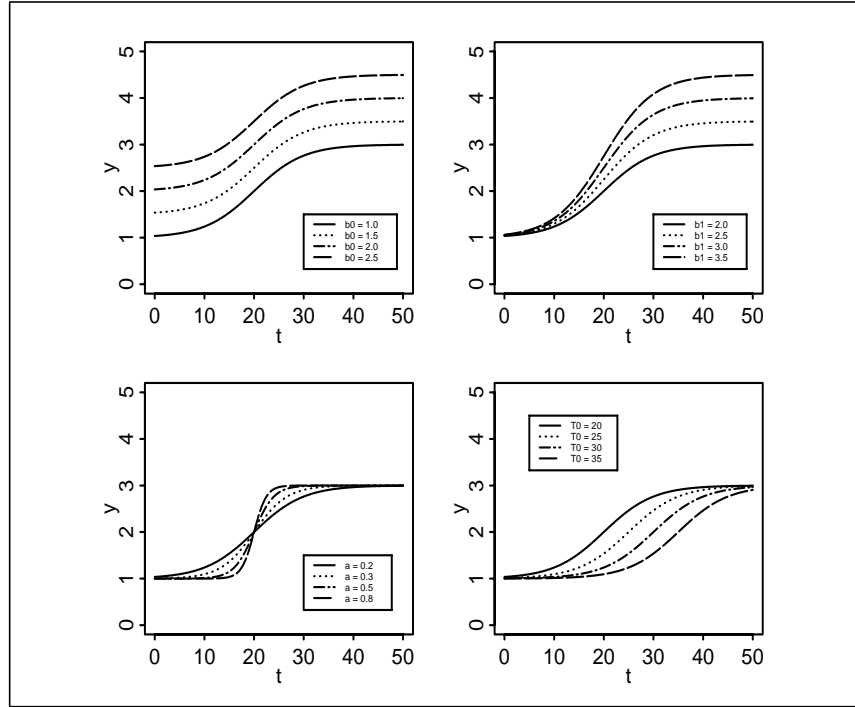 5
4
3
2
1
0
y
b0 = 1.0
b0 = 1.5
b0 = 2.0
b0 = 2.5
0 10 20 30 40 50
t
5
4
3
2
1
0
y
b1 = 2.0
b1 = 2.5
b1 = 3.0
b1 = 3.5
0 10 20 30 40 50
t
5
4
3
2
1
0
y
a = 0.2
a = 0.3
a = 0.5
a = 0.8
0 10 20 30 40 50
t
5
4
3
2
1
0
y
T0 = 20
T0 = 25
T0 = 30
T0 = 35
0 10 20 30 40 50
t